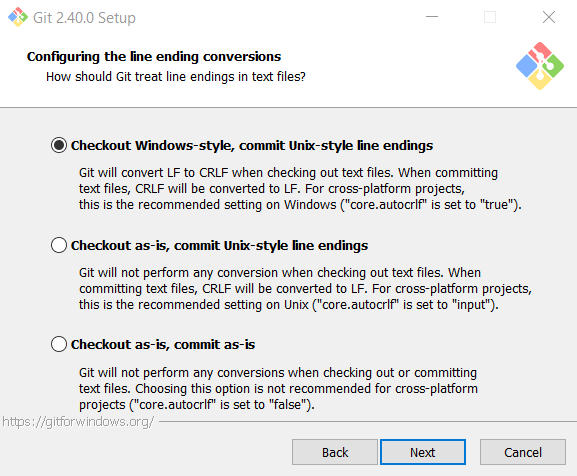 Git 2.40.0 Setup
Configuring the line ending conversions
How should Git treat line endings in text files?
Checkout Windows-style, commit Unix-style line endings
Git will convert LF to CRLF when checking out text files. When committing
text files, CRLF will be converted to LF. For cross-platform projects,
this is the recommended setting on Windows ("core.autocrlf" is set to "true").
Checkout as-is, commit Unix-style line endings
Git will not perform any conversion when checking out text files. When
committing text files, CRLF will be converted to LF. For cross-platform projects,
this is the recommended setting on Unix ("core.autocrlf" is set to "input").
Checkout as-is, commit as-is
Git will not perform any conversions when checking out or committing
text files. Choosing this option is not recommended for cross-platform
projects ("core.autocrlf" is set to "false").
https://gitforwindows.org/
Back Next Cancel